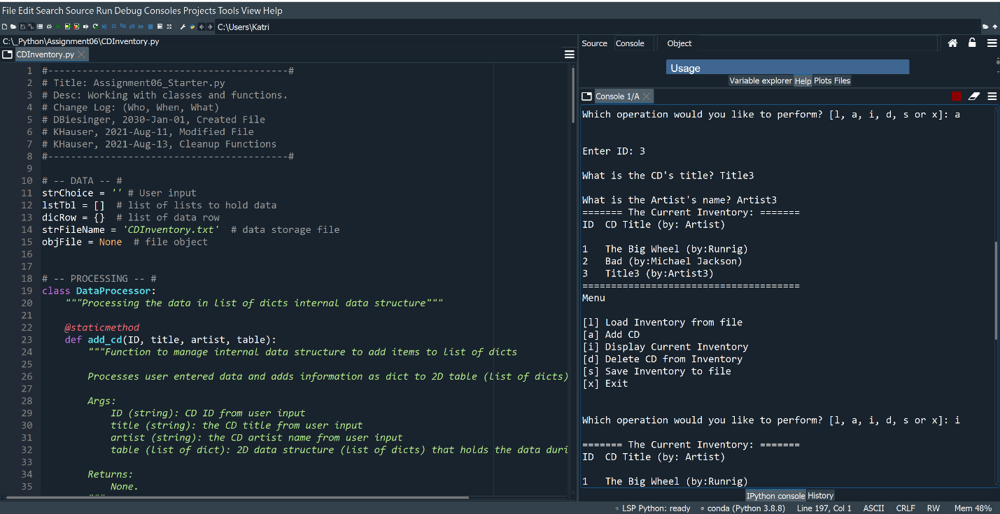 File Edit Search Source Run Debug Consoles Projects Tools View Help
C:\Users\Katri
C:\_Python\Assignment06\CDInventory.py
CDInventory.py
1 #------------------------------------------#
2 # Title: Assignment06_Starter.py
3 # Desc: Working with classes and functions.
4 # Change Log: (Who, When, What)
5 # DBiesinger, 2030-Jan-01, Created File
6 # KHauser, 2021-Aug-11, Modified File
7 # KHauser, 2021-Aug-13, Cleanup Functions
8 #------------------------------------------#
9
10 # -- DATA -- #
11 strChoice = '' # User input
12 lstTbl = []  # list of lists to hold data
13 dicRow = {}  # list of data row
14 strFileName = 'CDInventory.txt'  # data storage file
15 objFile = None  # file object
16
17
18 # -- PROCESSING -- #
19 class DataProcessor:
20     """Processing the data in list of dicts internal data structure"""
21
22     @staticmethod
23     def add_cd(ID, title, artist, table):
24         """Function to manage internal data structure to add items to list of dicts
25
26         Processes user entered data and adds information as dict to 2D table (list of dicts)
27
28         Args:
29             ID (string): CD ID from user input
30             title (string): the CD title from user input
31             artist (string): the CD artist name from user input
32             table (list of dict): 2D data structure (list of dicts) that holds the data duri
33
34         Returns:
35             None.
"""
Source Console Object
Usage
Variable explorer Help Plots Files
Console 1/A
Which operation would you like to perform? [l, a, i, d, s or x]: a
Enter ID: 3
What is the CD's title? Title3
What is the Artist's name? Artist3
======= The Current Inventory: =======
ID  CD Title (by: Artist)
1   The Big Wheel (by:Runrig)
2   Bad (by:Michael Jackson)
3   Title3 (by:Artist3)
======================================
Menu
[l] Load Inventory from file
[a] Add CD
[i] Display Current Inventory
[d] Delete CD from Inventory
[s] Save Inventory to file
[x] Exit
Which operation would you like to perform? [l, a, i, d, s or x]: i
======= The Current Inventory: =======
ID  CD Title (by: Artist)
1   The Big Wheel (by:Runrig)
IPython console History
LSP Python: ready conda (Python 3.8.8) Line 197, Col 1 ASCII CRLF RW Mem 48%